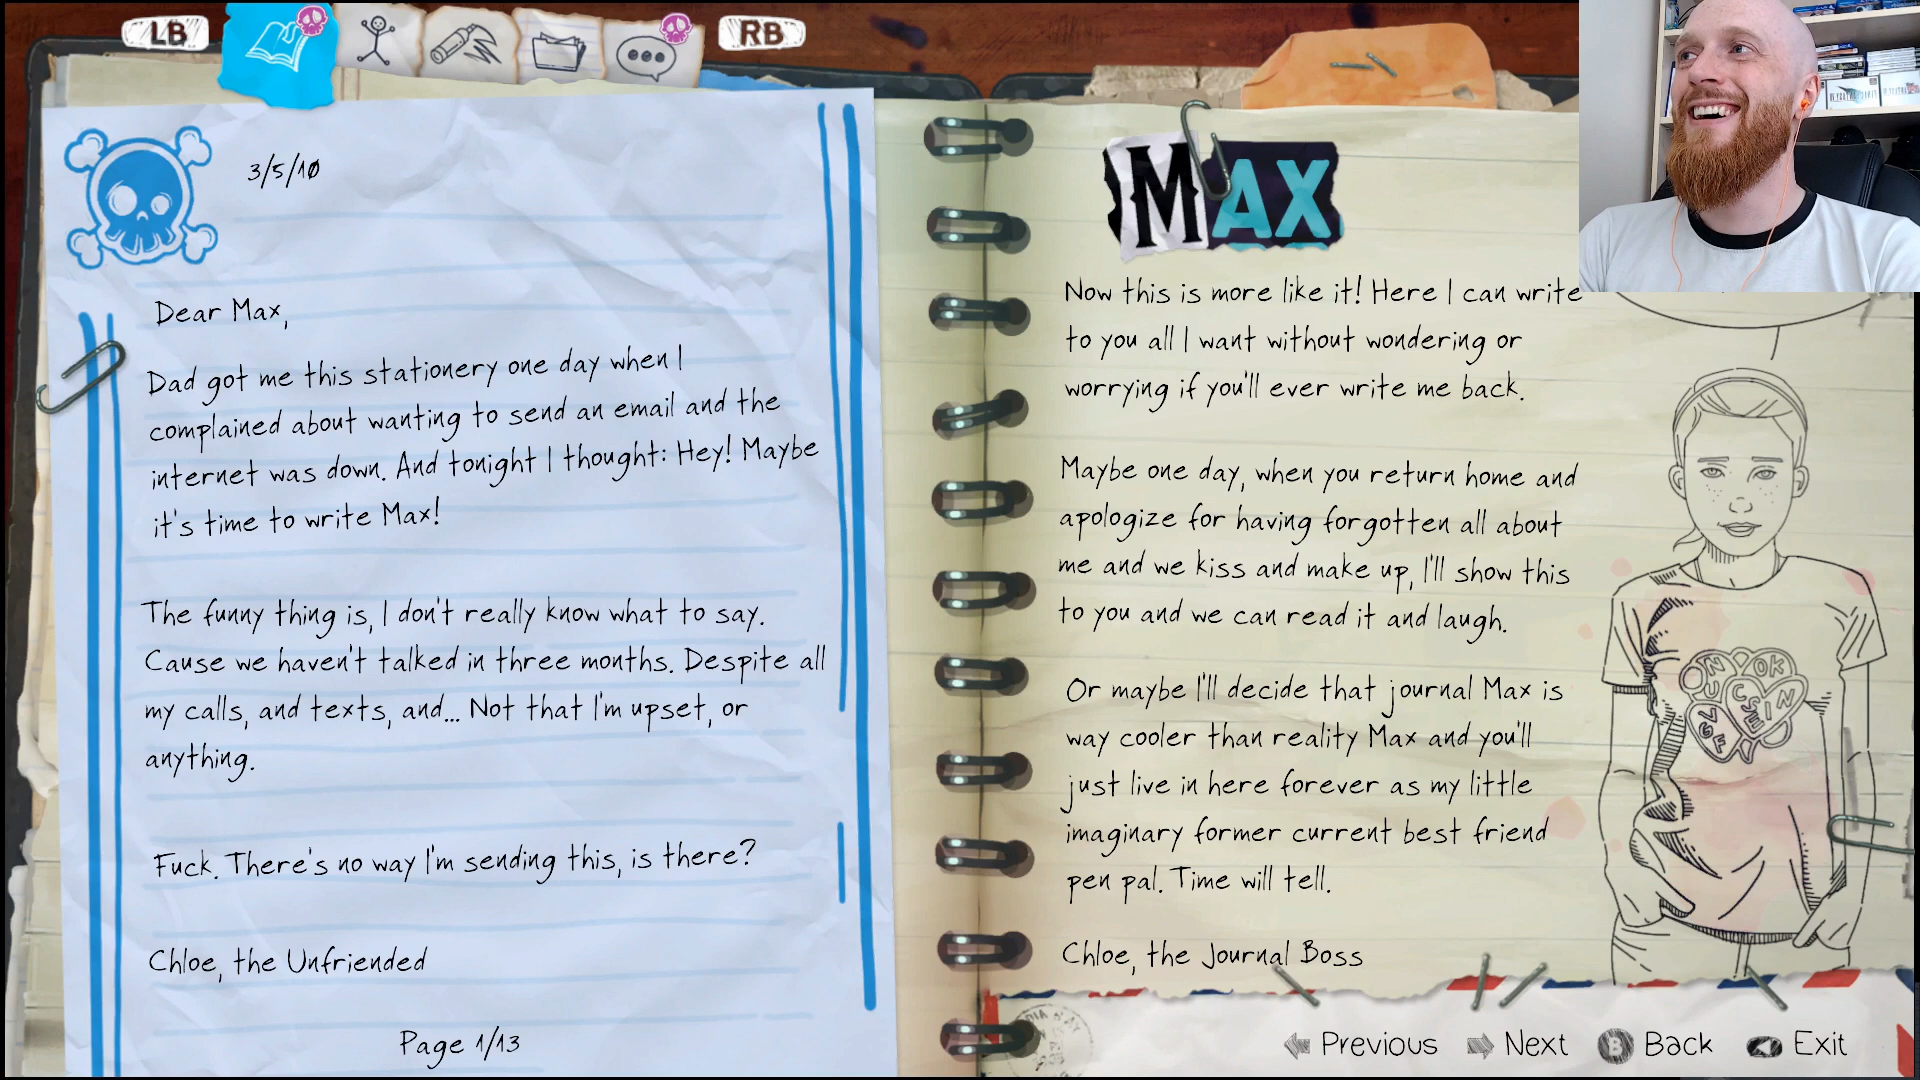 LB
RB
3/5/10
Dear Max,
Dad got me this stationery one day when I
complained about wanting to send an email and the
internet was down. And tonight I thought: Hey! Maybe
it's time to write Max!
The funny thing is, I don't really know what to say.
Cause we haven't talked in three months. Despite all
my calls, and texts, and... Not that I'm upset, or
anything.
Fuck. There's no way I'm sending this, is there?
Chloe, the Unfriended
Page 1/13
MAX
Now this is more like it! Here I can write
to you all I want without wondering or
worrying if you'll ever write me back.
Maybe one day, when you return home and
apologize for having forgotten all about
me and we kiss and make up, I'll show this
to you and we can read it and laugh.
Or maybe I'll decide that journal Max is
way cooler than reality Max and you'll
just live in here forever as my little
imaginary former current best friend
pen pal. Time will tell.
Chloe, the Journal Boss
Previous
Next
B Back
Exit